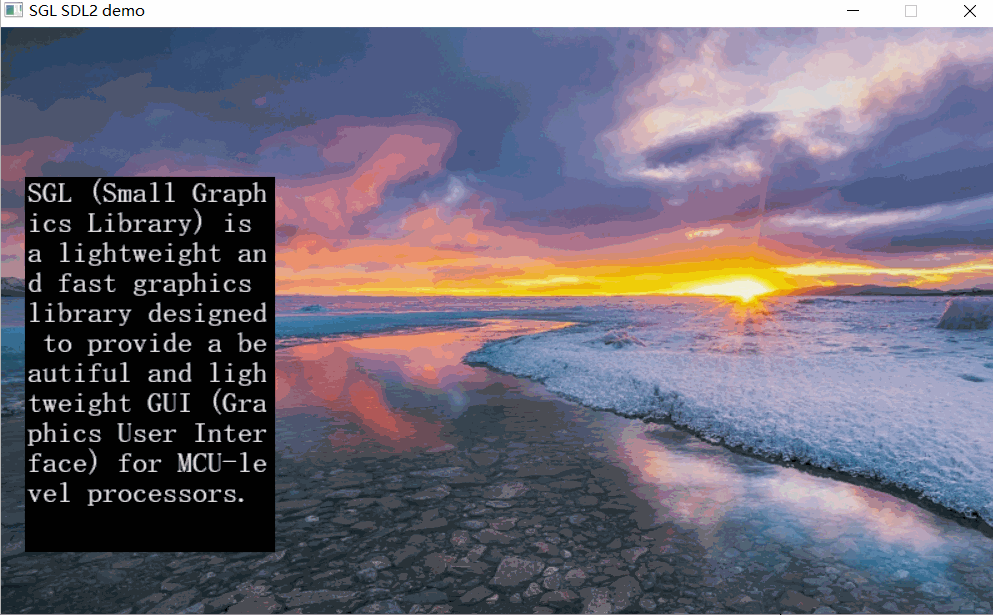 SGL SDL2 demo
SGL (Small Graph
ics Library) is
a lightweight an
d fast graphics
library designed
 to provide a be
autiful and ligh
tweight GUI (Gra
phics User Inter
face) for MCU-le
vel processors.